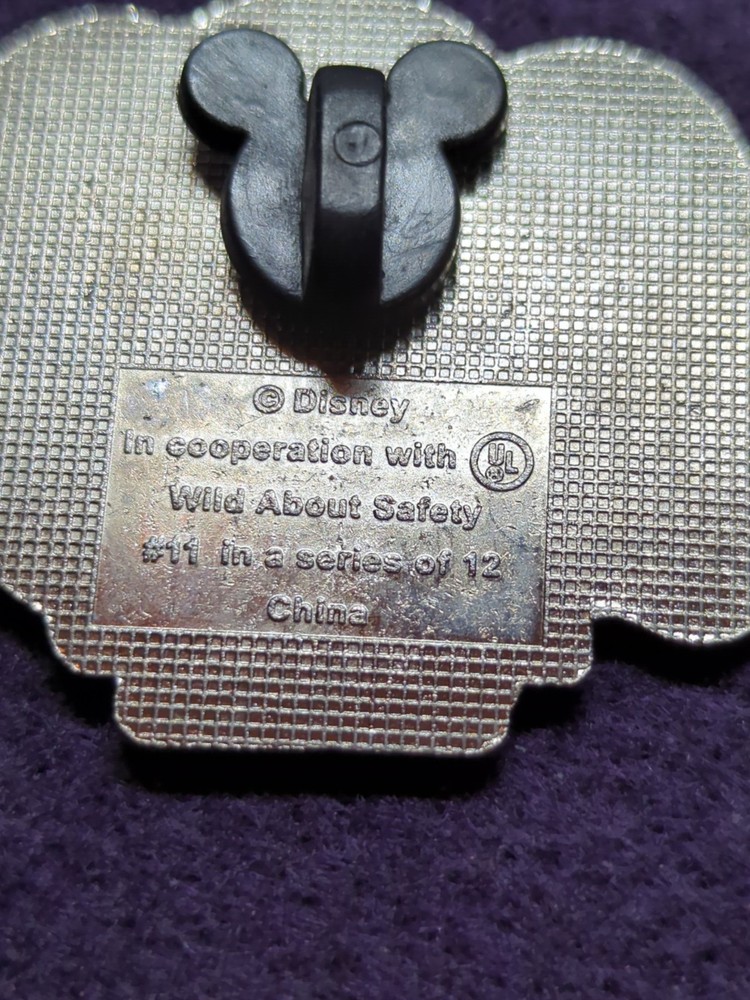 © Disney
In cooperation with UL ®
Wild About Safety
#11 in a series of 12
China